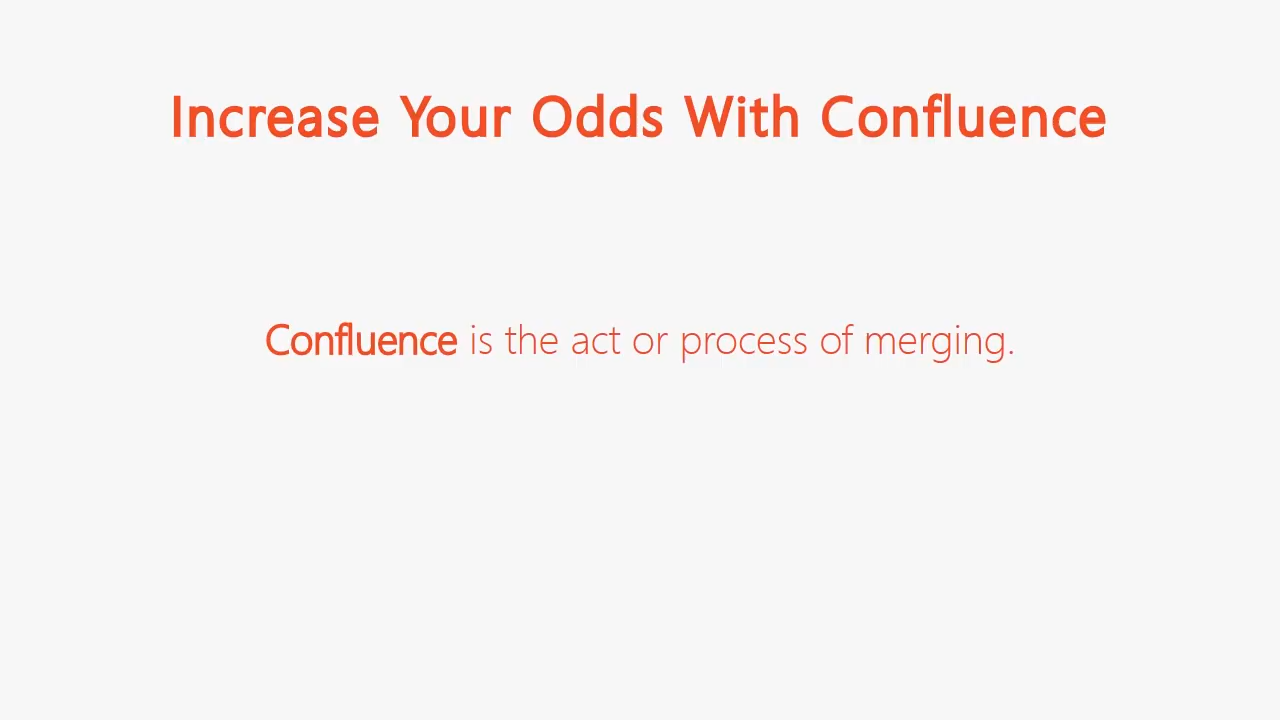 Increase Your Odds With Confluence
Confluence is the act or process of merging.